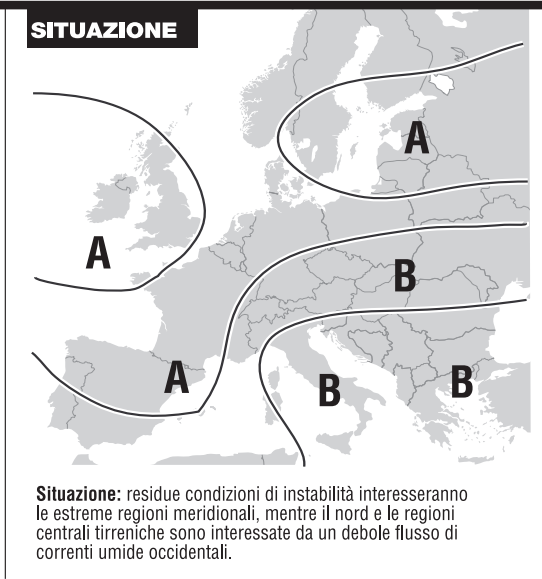 SITUAZIONE
A
A
B
A
B
B
Situazione: residue condizioni di instabilità interesseranno
le estreme regioni meridionali, mentre il nord e le regioni
centrali tirreniche sono interessate da un debole flusso di
correnti umide occidentali.